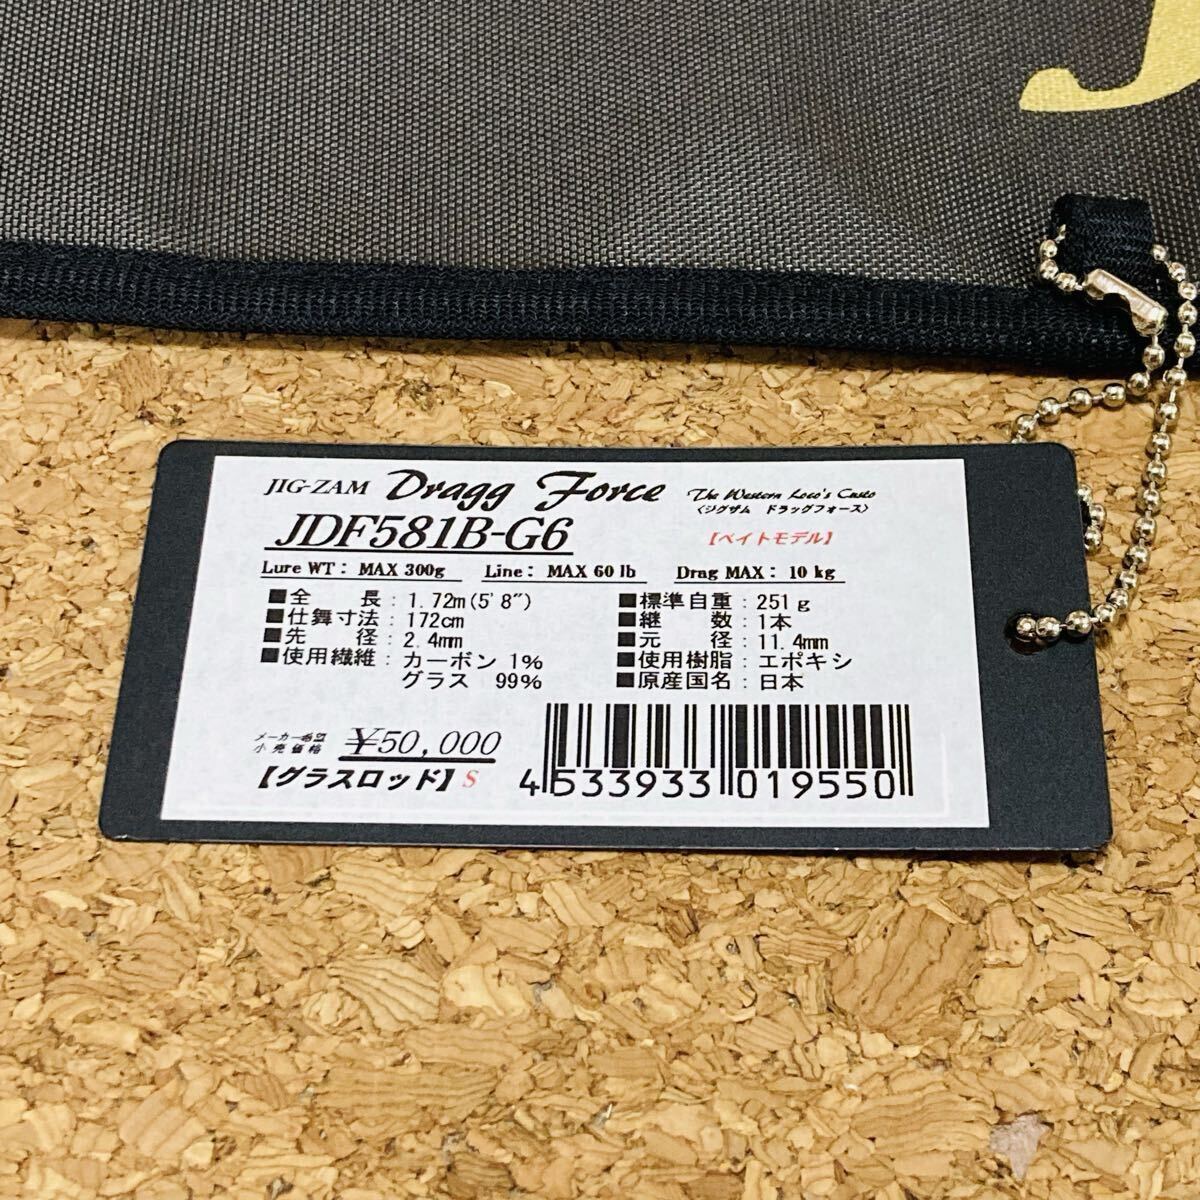 JIG-ZAM Dragg Force The Western Loco's Custo
〈ジグザム ドラッグフォース〉
JDF581B-G6 【ベイトモデル】
Lure WT： MAX 300g Line： MAX 60 lb Drag MAX： 10 kg
■全 長：1.72m(5'8") ■標準自重：251g
■仕舞寸法：172cm ■継 数：1本
■先 径：2.4mm ■元 径：11.4mm
■使用繊維：カーボン 1% ■使用樹脂：エポキシ
グラス 99% ■原産国名：日本
メーカー希望
小売価格 ¥50,000
【グラスロッド】S
4 533933 019550